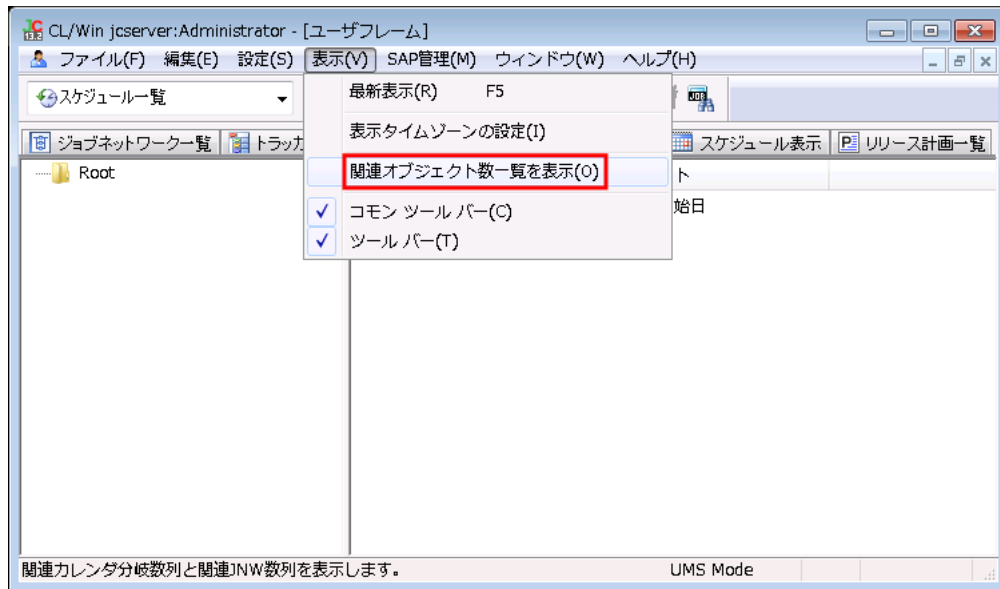 CL/Win jcserver:Administrator - [ユーザフレーム]
ファイル(F) 編集(E) 設定(S) 表示(V) SAP管理(M) ウィンドウ(W) ヘルプ(H)
スケジュール一覧
最新表示(R) F5
表示タイムゾーンの設定(I)
ジョブネットワーク一覧 トラッカ スケジュール表示 リリース計画一覧
Root
関連オブジェクト数一覧を表示(O)
ト
コモン ツール バー(C)
始日
ツール バー(T)
関連カレンダ分岐数列と関連JNW数列を表示します。 UMS Mode